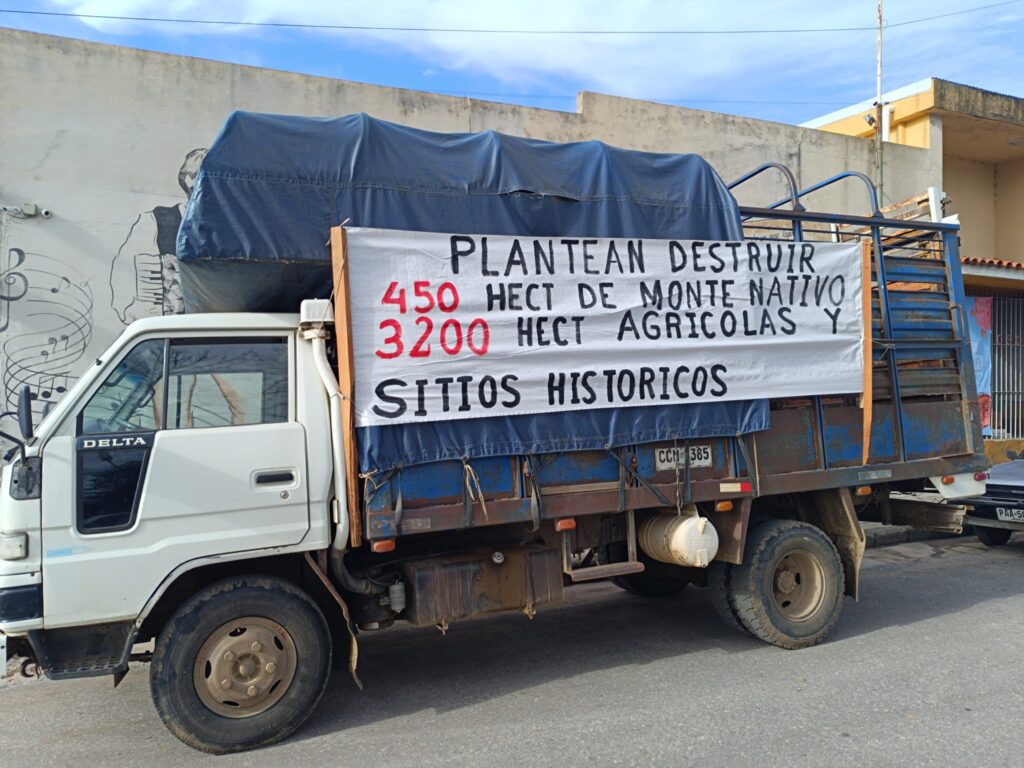 PLANTEAN DESTRUIR
450 HECT DE MONTE NATIVO
3200 HECT AGRICOLAS Y
SITIOS HISTORICOS
DELTA